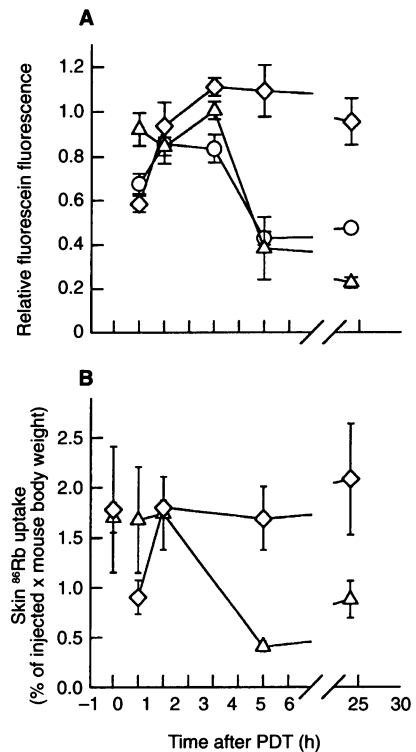 A
Relative fluorescein fluorescence
1.2
1.0
0.8
0.6
0.4
0.2
0
B
Skin ⁸⁶Rb uptake
(% of injected x mouse body weight)
2.5
2.0
1.5
1.0
0.5
0.0
−1 0 1 2 3 4 5 6 25 30
Time after PDT (h)